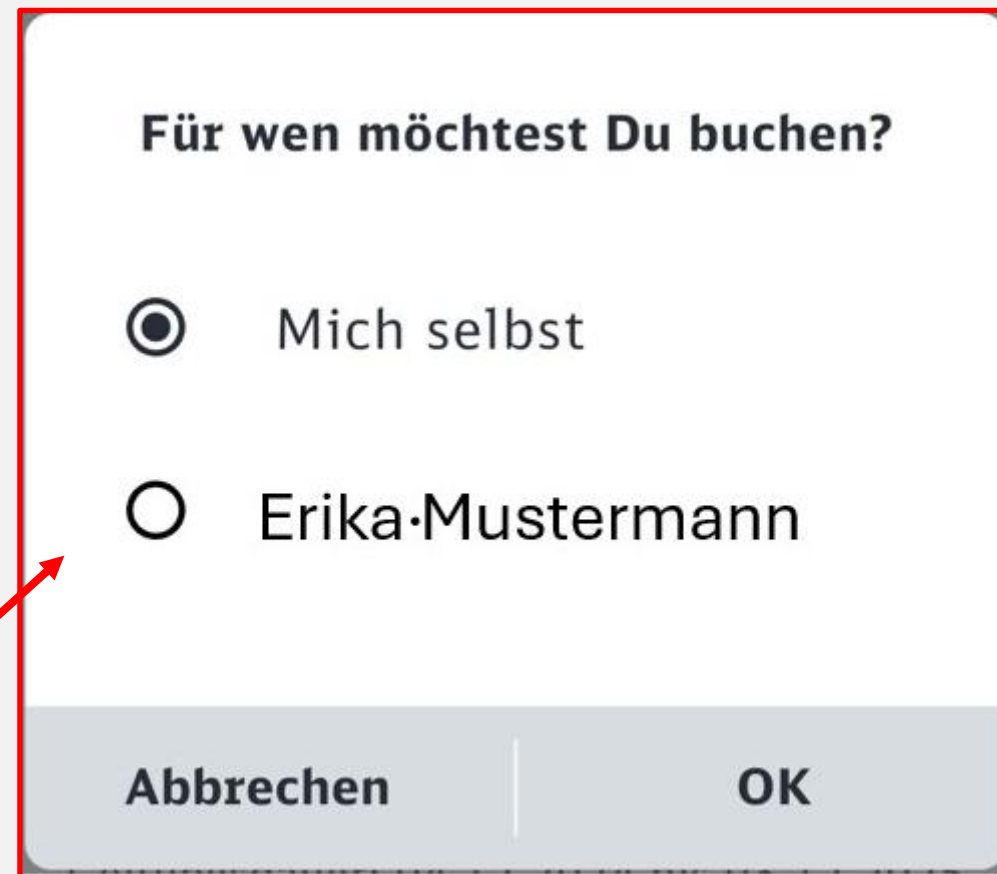 Für wen möchtest Du buchen?
Mich selbst
Erika·Mustermann
Abbrechen
OK